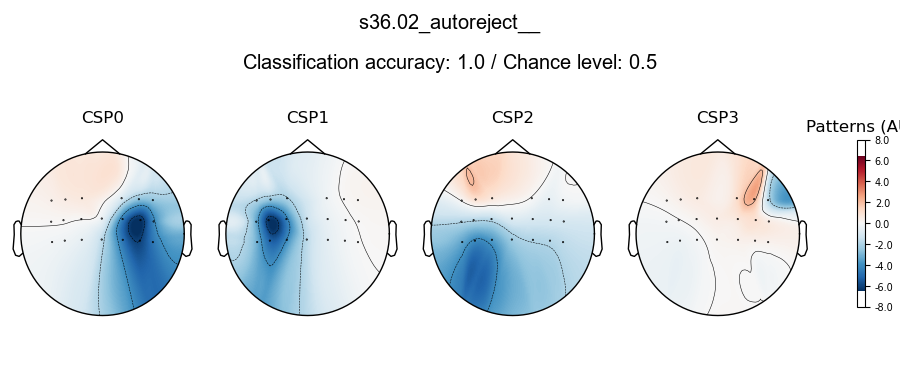 s36.02_autoreject__
Classification accuracy: 1.0 / Chance level: 0.5
CSP0 CSP1 CSP2 CSP3
Patterns (AU
8.0
6.0
4.0
2.0
0.0
-2.0
-4.0
-6.0
-8.0